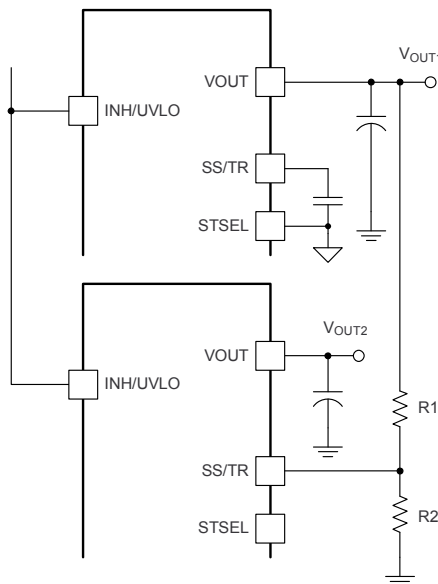 VOUT
VOUT1
INH/UVLO
SS/TR
STSEL
VOUT2
VOUT
INH/UVLO
R1
SS/TR
R2
STSEL